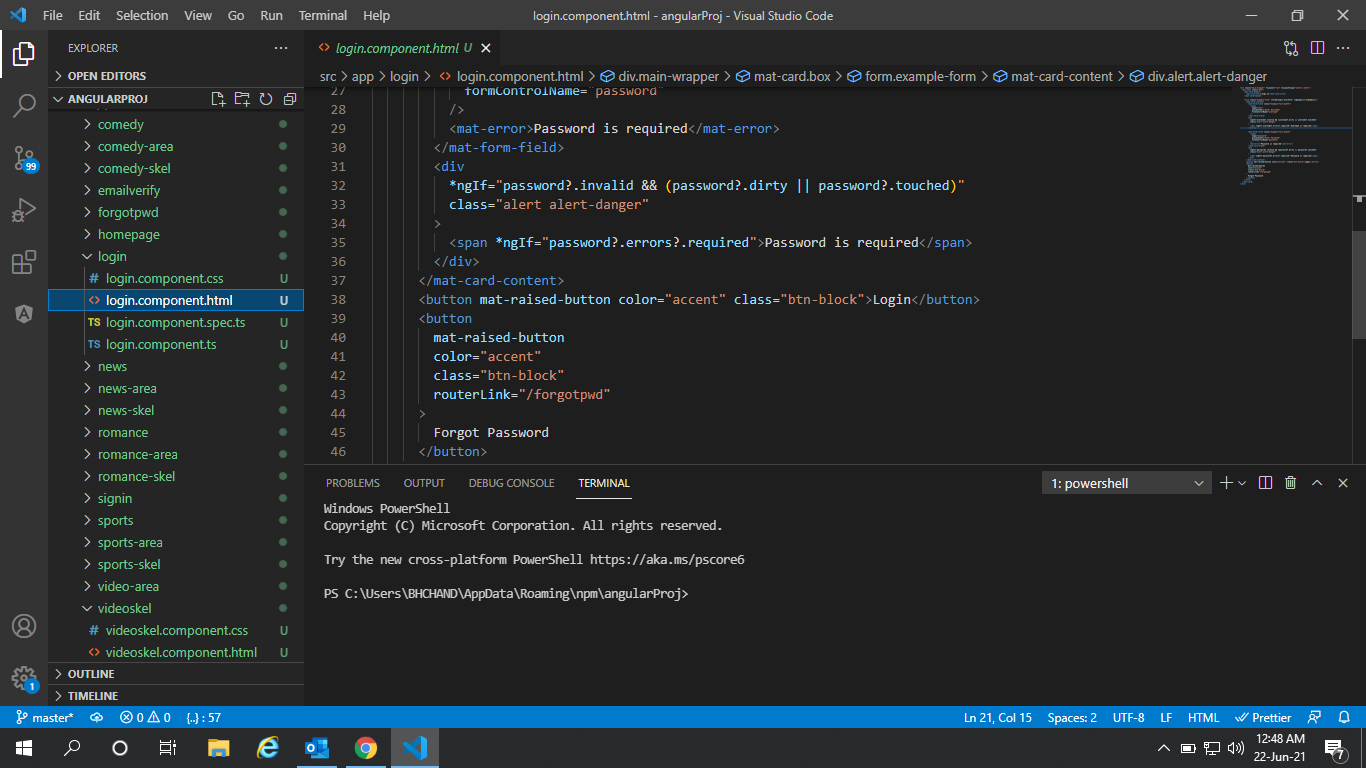 File Edit Selection View Go Run Terminal Help
login.component.html - angularProj - Visual Studio Code
EXPLORER
OPEN EDITORS
ANGULARPROJ
comedy
comedy-area
comedy-skel
emailverify
forgotpwd
homepage
login
# login.component.css U
<> login.component.html U
TS login.component.spec.ts U
TS login.component.ts U
news
news-area
news-skel
romance
romance-area
romance-skel
signin
sports
sports-area
sports-skel
video-area
videoskel
# videoskel.component.css U
<> videoskel.component.html U
OUTLINE
TIMELINE
99
1
<> login.component.html U
src > app > login > <> login.component.html > div.main-wrapper > mat-card.box > form.example-form > mat-card-content > div.alert.alert-danger
27 formControlName="password"
28 />
29 <mat-error>Password is required</mat-error>
30 </mat-form-field>
31 <div
32 *ngIf="password?.invalid && (password?.dirty || password?.touched)"
33 class="alert alert-danger"
34 >
35 <span *ngIf="password?.errors?.required">Password is required</span>
36 </div>
37 </mat-card-content>
38 <button mat-raised-button color="accent" class="btn-block">Login</button>
39 <button
40 mat-raised-button
41 color="accent"
42 class="btn-block"
43 routerLink="/forgotpwd"
44 >
45 Forgot Password
46 </button>
PROBLEMS OUTPUT DEBUG CONSOLE TERMINAL
1: powershell
Windows PowerShell
Copyright (C) Microsoft Corporation. All rights reserved.
Try the new cross-platform PowerShell https://aka.ms/pscore6
PS C:\Users\BHCHAND\AppData\Roaming\npm\angularProj>
master* 0 0 {..} : 57
Ln 21, Col 15 Spaces: 2 UTF-8 LF HTML Prettier
12:48 AM
22-Jun-21
7